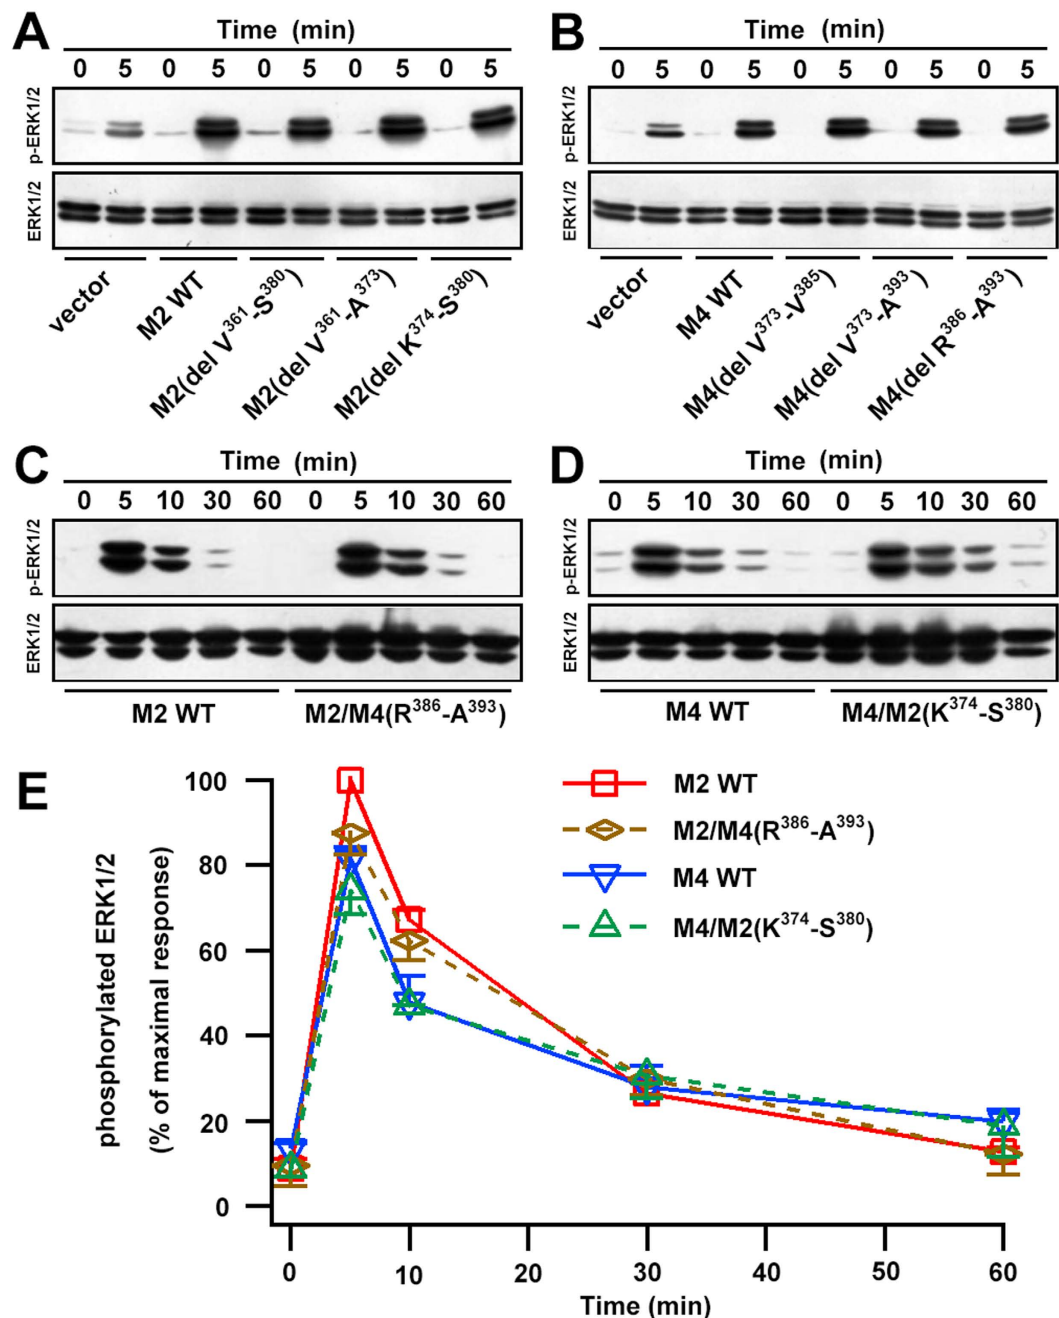 A
Time (min)
0 5 0 5 0 5 0 5 0 5
p-ERK1/2
ERK1/2
vector
M2 WT
M2(del V361-S380)
M2(del V361-A373)
M2(del K374-S380)
B
Time (min)
0 5 0 5 0 5 0 5 0 5
p-ERK1/2
ERK1/2
vector
M4 WT
M4(del V373-V385)
M4(del V373-A393)
M4(del R386-A393)
C
Time (min)
0 5 10 30 60 0 5 10 30 60
p-ERK1/2
ERK1/2
M2 WT
M2/M4(R386-A393)
D
Time (min)
0 5 10 30 60 0 5 10 30 60
p-ERK1/2
ERK1/2
M4 WT
M4/M2(K374-S380)
E
phosphorylated ERK1/2
(% of maximal response)
100
80
60
40
20
0
M2 WT
M2/M4(R386-A393)
M4 WT
M4/M2(K374-S380)
0 10 20 30 40 50 60
Time (min)